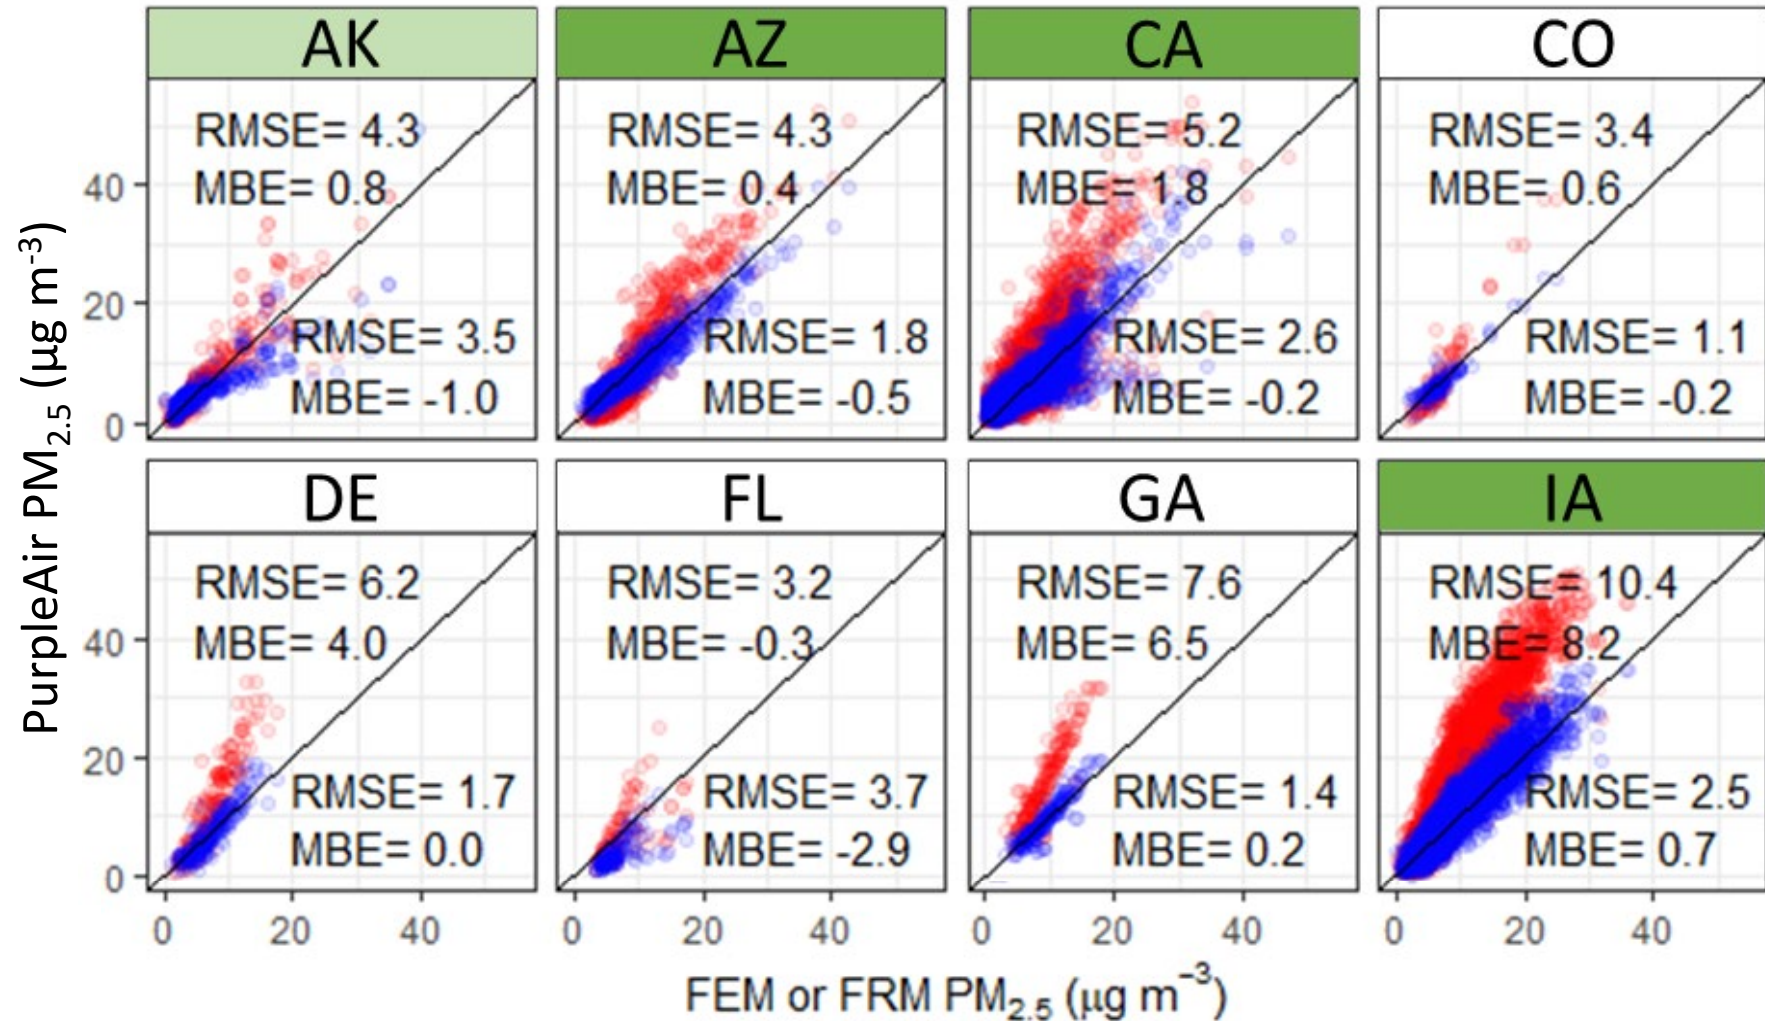 AK AZ CA CO
RMSE= 4.3 RMSE= 4.3 RMSE= 5.2 RMSE= 3.4
MBE= 0.8 MBE= 0.4 MBE= 1.8 MBE= 0.6
RMSE= 3.5 RMSE= 1.8 RMSE= 2.6 RMSE= 1.1
MBE= -1.0 MBE= -0.5 MBE= -0.2 MBE= -0.2
40
20
0
PurpleAir PM2.5 (µg m-3)
DE FL GA IA
RMSE= 6.2 RMSE= 3.2 RMSE= 7.6 RMSE= 10.4
MBE= 4.0 MBE= -0.3 MBE= 6.5 MBE= 8.2
RMSE= 1.7 RMSE= 3.7 RMSE= 1.4 RMSE= 2.5
MBE= 0.0 MBE= -2.9 MBE= 0.2 MBE= 0.7
40
20
0
0 20 40 0 20 40 0 20 40 0 20 40
FEM or FRM PM2.5 (µg m−3)